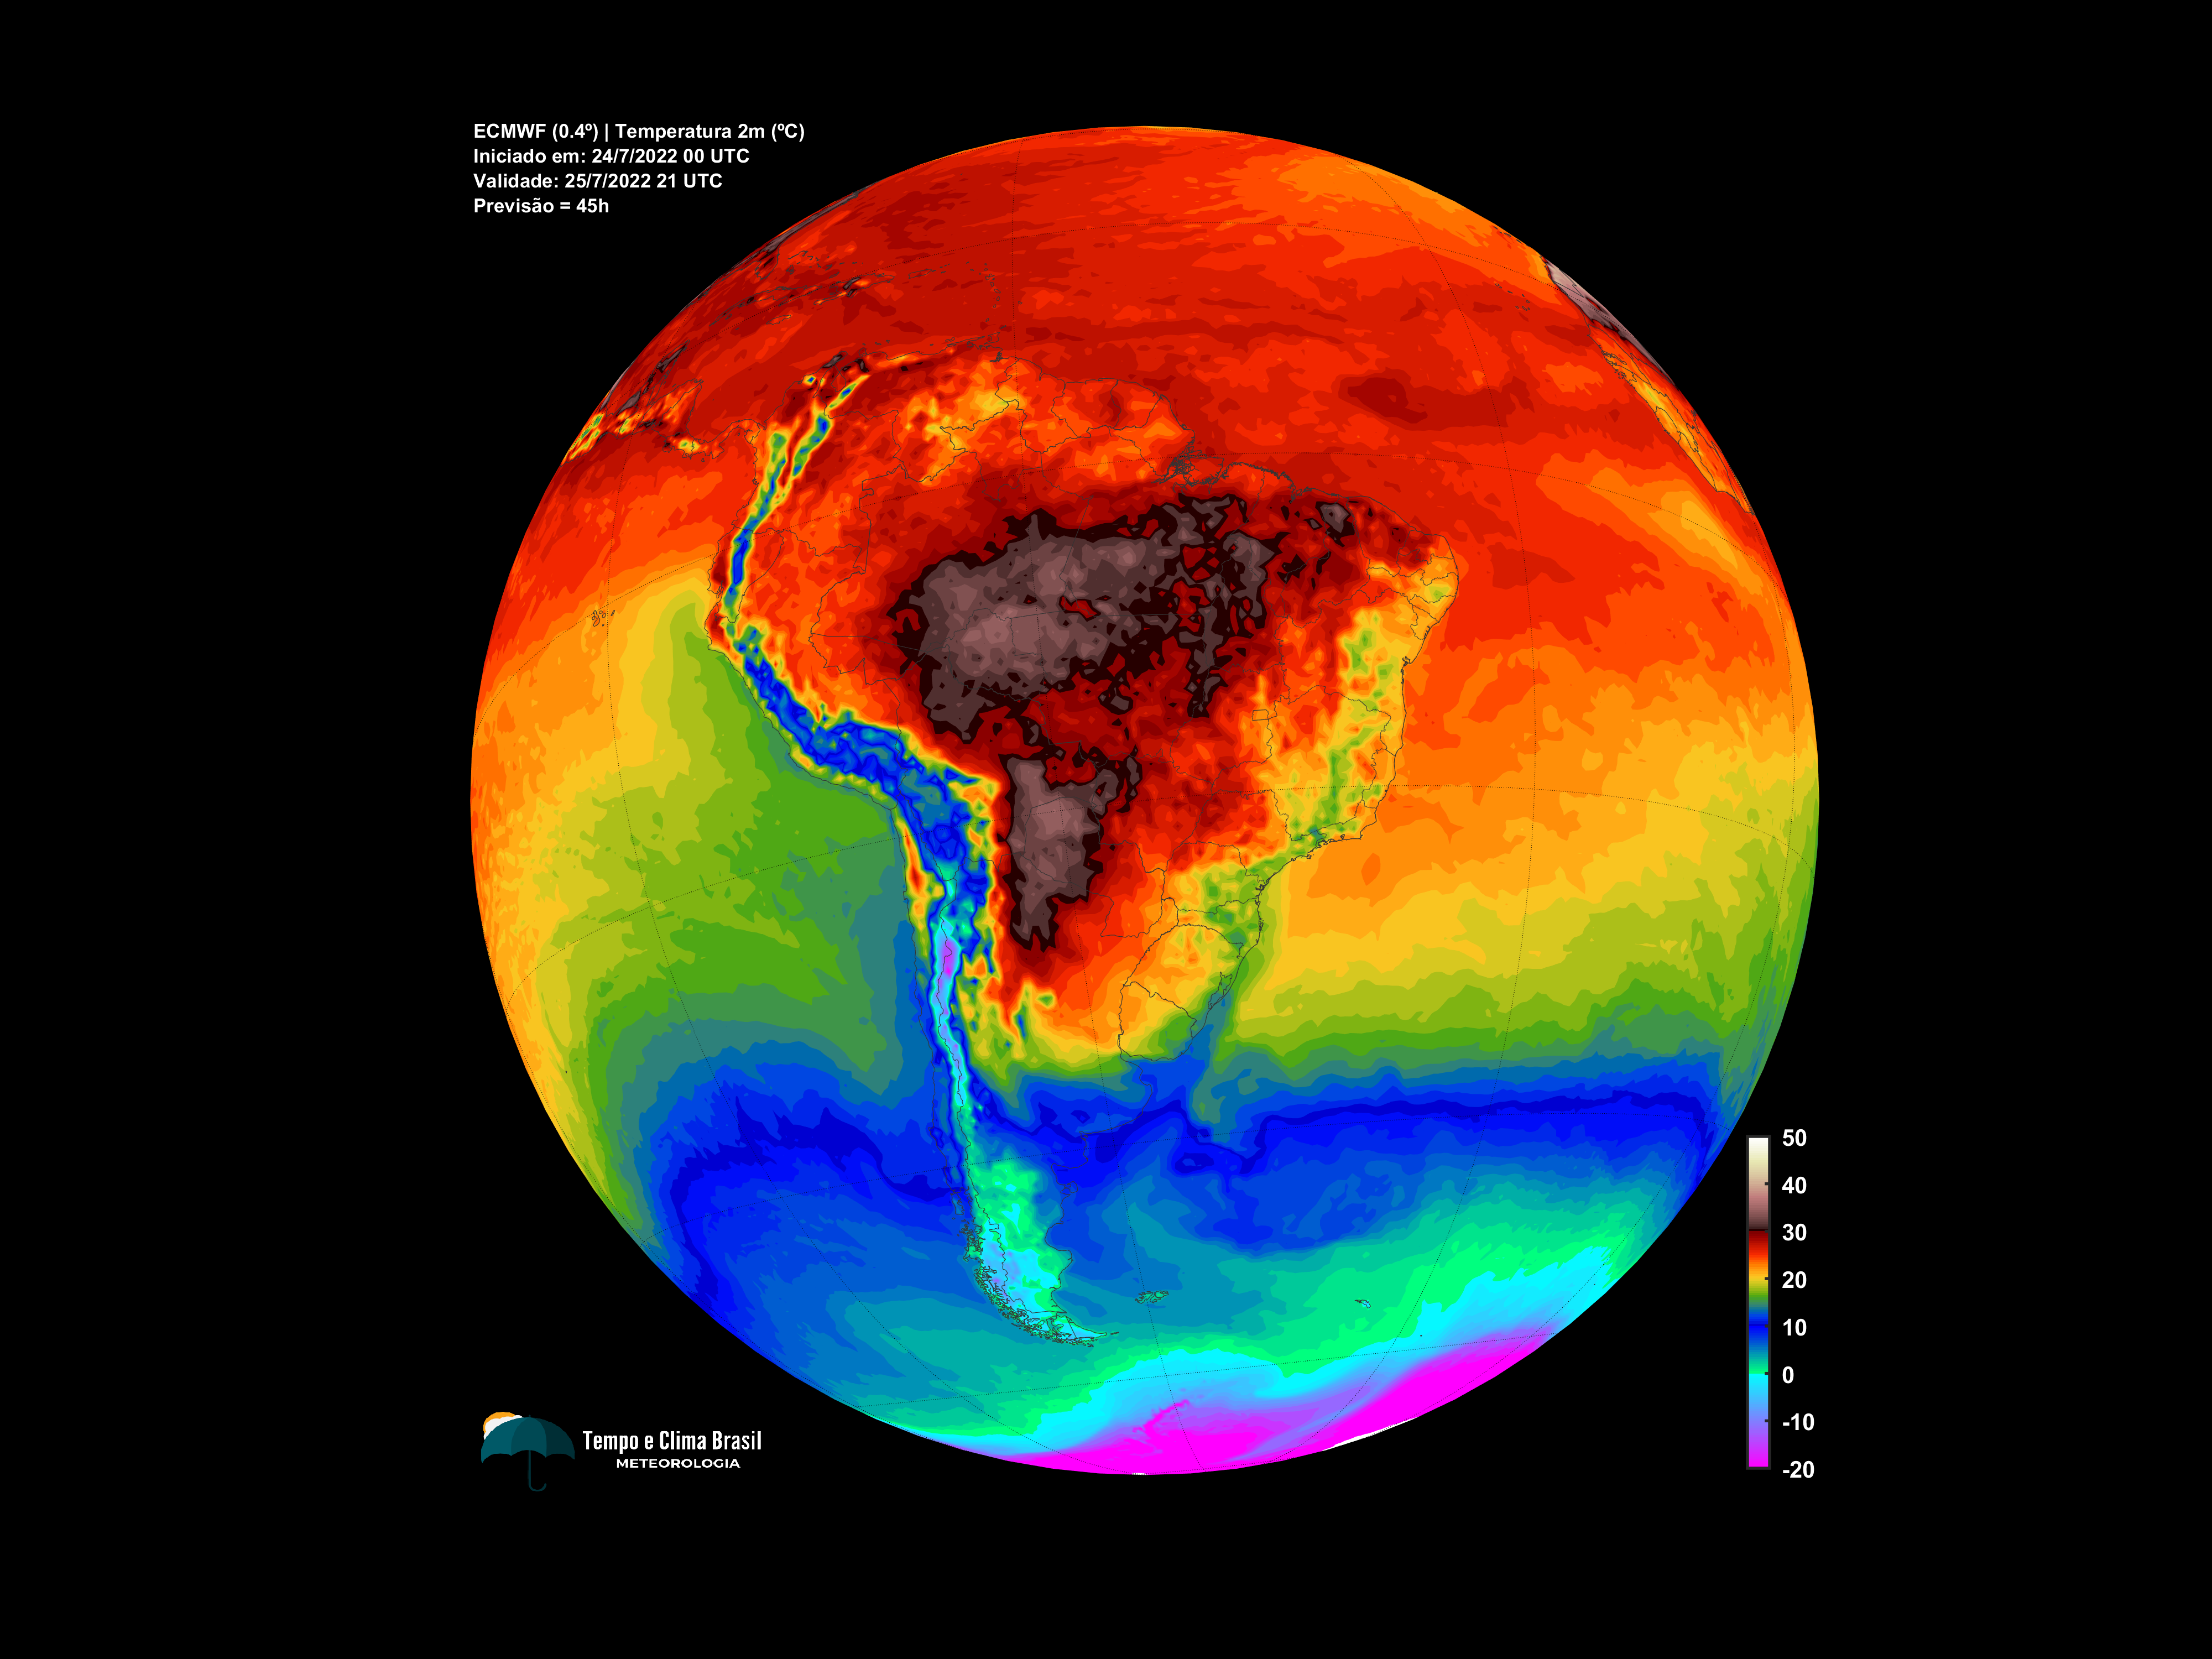 ECMWF (0.4º) | Temperatura 2m (ºC)
Iniciado em: 24/7/2022 00 UTC
Validade: 25/7/2022 21 UTC
Previsão = 45h
50
40
30
20
10
0
-10
-20
Tempo e Clima Brasil
METEOROLOGIA